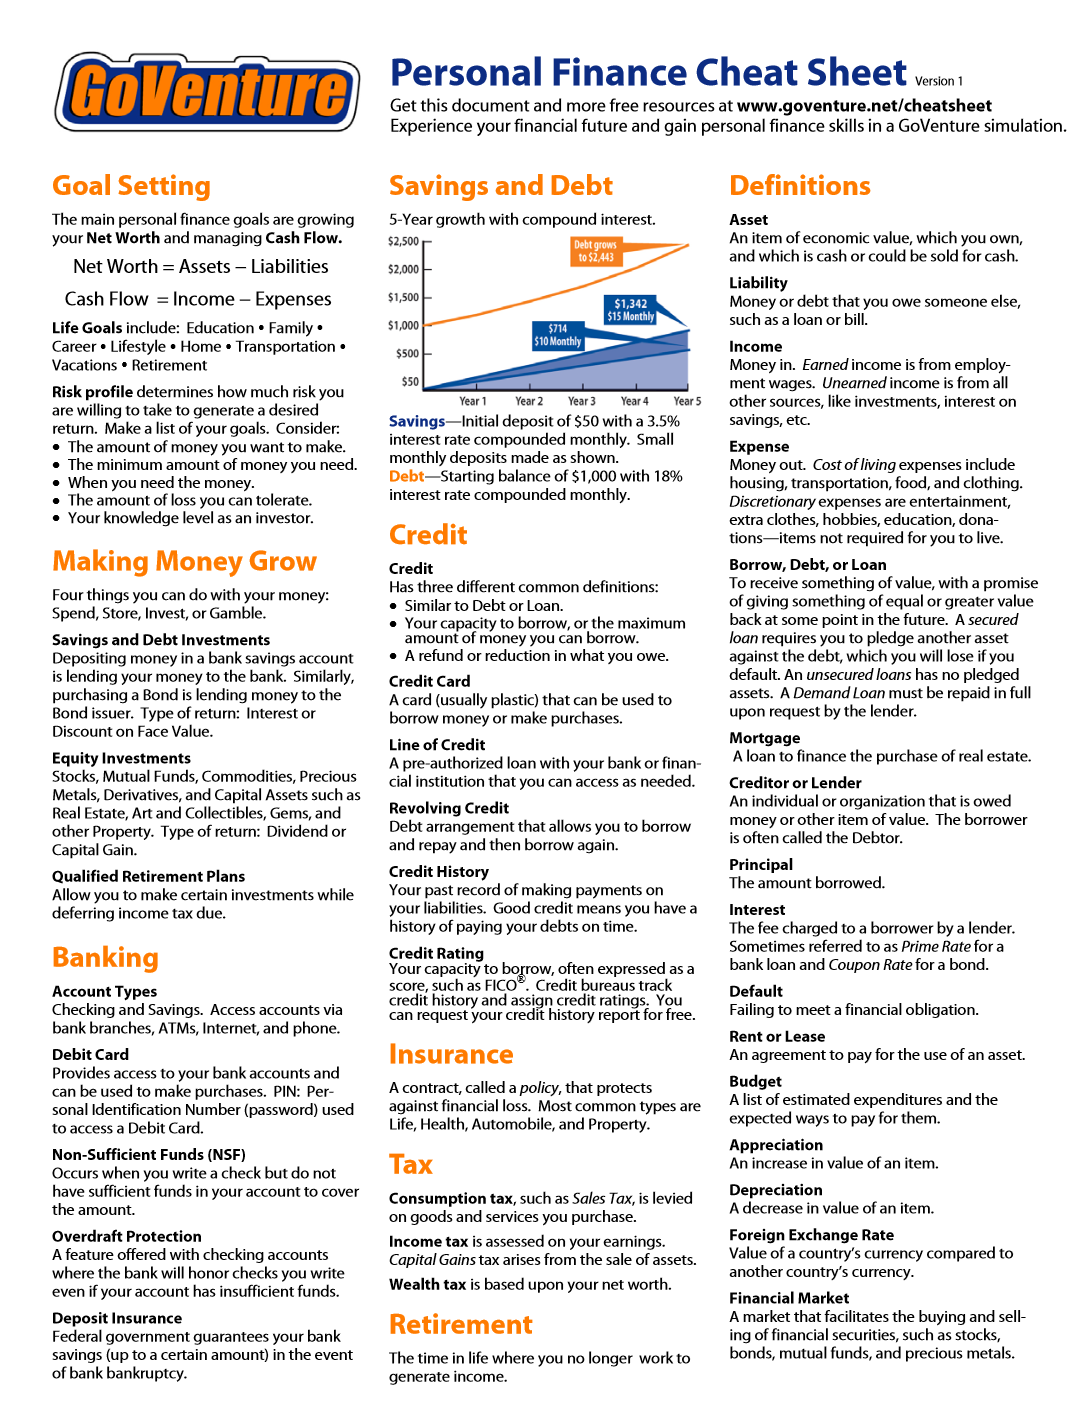 GoVenture
Personal Finance Cheat Sheet Version 1
Get this document and more free resources at www.goventure.net/cheatsheet
Experience your financial future and gain personal finance skills in a GoVenture simulation.
Goal Setting
The main personal finance goals are growing
your Net Worth and managing Cash Flow.
Net Worth = Assets – Liabilities
Cash Flow = Income – Expenses
Life Goals include: Education • Family •
Career • Lifestyle • Home • Transportation •
Vacations • Retirement
Risk profile determines how much risk you
are willing to take to generate a desired
return. Make a list of your goals. Consider:
• The amount of money you want to make.
• The minimum amount of money you need.
• When you need the money.
• The amount of loss you can tolerate.
• Your knowledge level as an investor.
Making Money Grow
Four things you can do with your money:
Spend, Store, Invest, or Gamble.
Savings and Debt Investments
Depositing money in a bank savings account
is lending your money to the bank. Similarly,
purchasing a Bond is lending money to the
Bond issuer. Type of return: Interest or
Discount on Face Value.
Equity Investments
Stocks, Mutual Funds, Commodities, Precious
Metals, Derivatives, and Capital Assets such as
Real Estate, Art and Collectibles, Gems, and
other Property. Type of return: Dividend or
Capital Gain.
Qualified Retirement Plans
Allow you to make certain investments while
deferring income tax due.
Banking
Account Types
Checking and Savings. Access accounts via
bank branches, ATMs, Internet, and phone.
Debit Card
Provides access to your bank accounts and
can be used to make purchases. PIN: Per-
sonal Identification Number (password) used
to access a Debit Card.
Non-Sufficient Funds (NSF)
Occurs when you write a check but do not
have sufficient funds in your account to cover
the amount.
Overdraft Protection
A feature offered with checking accounts
where the bank will honor checks you write
even if your account has insufficient funds.
Deposit Insurance
Federal government guarantees your bank
savings (up to a certain amount) in the event
of bank bankruptcy.
Savings and Debt
5-Year growth with compound interest.
$2,500
$2,000
$1,500
$1,000
$500
$50
Debt grows
to $2,443
$1,342
$15 Monthly
$714
$10 Monthly
Year 1 Year 2 Year 3 Year 4 Year 5
Savings—Initial deposit of $50 with a 3.5%
interest rate compounded monthly. Small
monthly deposits made as shown.
Debt—Starting balance of $1,000 with 18%
interest rate compounded monthly.
Credit
Credit
Has three different common definitions:
• Similar to Debt or Loan.
• Your capacity to borrow, or the maximum
amount of money you can borrow.
• A refund or reduction in what you owe.
Credit Card
A card (usually plastic) that can be used to
borrow money or make purchases.
Line of Credit
A pre-authorized loan with your bank or finan-
cial institution that you can access as needed.
Revolving Credit
Debt arrangement that allows you to borrow
and repay and then borrow again.
Credit History
Your past record of making payments on
your liabilities. Good credit means you have a
history of paying your debts on time.
Credit Rating
Your capacity to borrow, often expressed as a
score, such as FICO®. Credit bureaus track
credit history and assign credit ratings. You
can request your credit history report for free.
Insurance
A contract, called a policy, that protects
against financial loss. Most common types are
Life, Health, Automobile, and Property.
Tax
Consumption tax, such as Sales Tax, is levied
on goods and services you purchase.
Income tax is assessed on your earnings.
Capital Gains tax arises from the sale of assets.
Wealth tax is based upon your net worth.
Retirement
The time in life where you no longer work to
generate income.
Definitions
Asset
An item of economic value, which you own,
and which is cash or could be sold for cash.
Liability
Money or debt that you owe someone else,
such as a loan or bill.
Income
Money in. Earned income is from employ-
ment wages. Unearned income is from all
other sources, like investments, interest on
savings, etc.
Expense
Money out. Cost of living expenses include
housing, transportation, food, and clothing.
Discretionary expenses are entertainment,
extra clothes, hobbies, education, dona-
tions—items not required for you to live.
Borrow, Debt, or Loan
To receive something of value, with a promise
of giving something of equal or greater value
back at some point in the future. A secured
loan requires you to pledge another asset
against the debt, which you will lose if you
default. An unsecured loans has no pledged
assets. A Demand Loan must be repaid in full
upon request by the lender.
Mortgage
A loan to finance the purchase of real estate.
Creditor or Lender
An individual or organization that is owed
money or other item of value. The borrower
is often called the Debtor.
Principal
The amount borrowed.
Interest
The fee charged to a borrower by a lender.
Sometimes referred to as Prime Rate for a
bank loan and Coupon Rate for a bond.
Default
Failing to meet a financial obligation.
Rent or Lease
An agreement to pay for the use of an asset.
Budget
A list of estimated expenditures and the
expected ways to pay for them.
Appreciation
An increase in value of an item.
Depreciation
A decrease in value of an item.
Foreign Exchange Rate
Value of a country's currency compared to
another country's currency.
Financial Market
A market that facilitates the buying and sell-
ing of financial securities, such as stocks,
bonds, mutual funds, and precious metals.